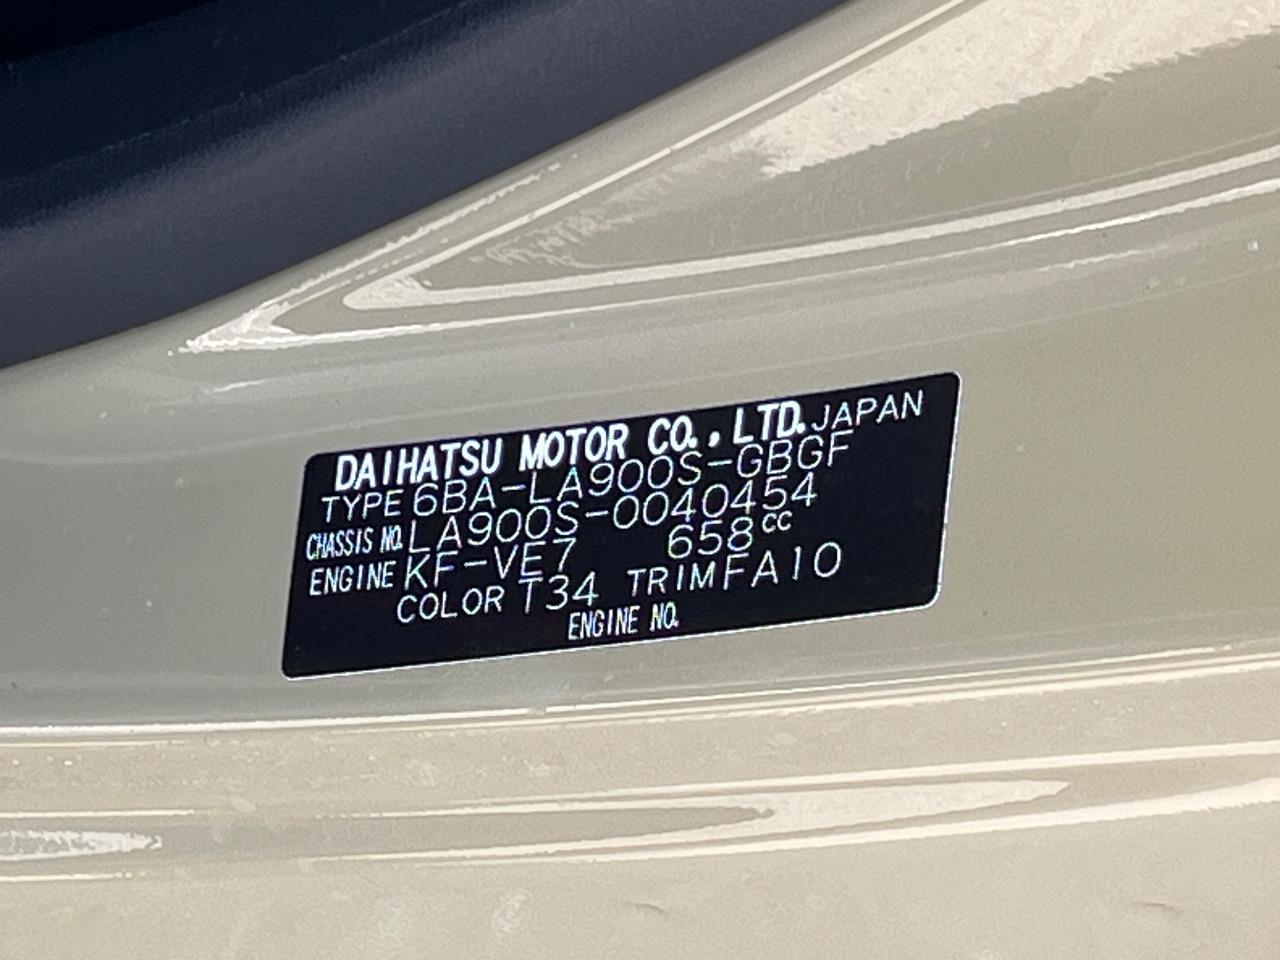 DAIHATSU MOTOR CO., LTD. JAPAN
TYPE 6BA-LA900S-GBGF
CHASSIS NO. LA900S-0040454
ENGINE KF-VE7 658cc
COLOR T34 TRIM FA10
ENGINE NO.